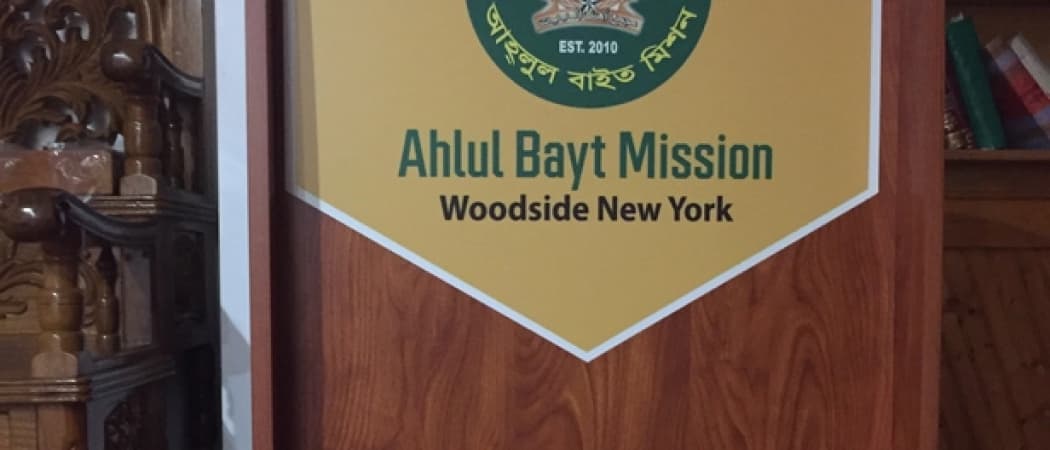 EST. 2010
আহলুল বাইত মিশন
Ahlul Bayt Mission
Woodside New York